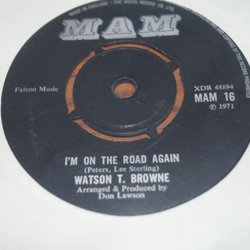 MAM
Falcon Music
XDR 48894
MAM 16
℗ 1971
I'M ON THE ROAD AGAIN
(Peters, Lee Sterling)
WATSON T. BROWNE
Arranged & Produced by
Don Lawson